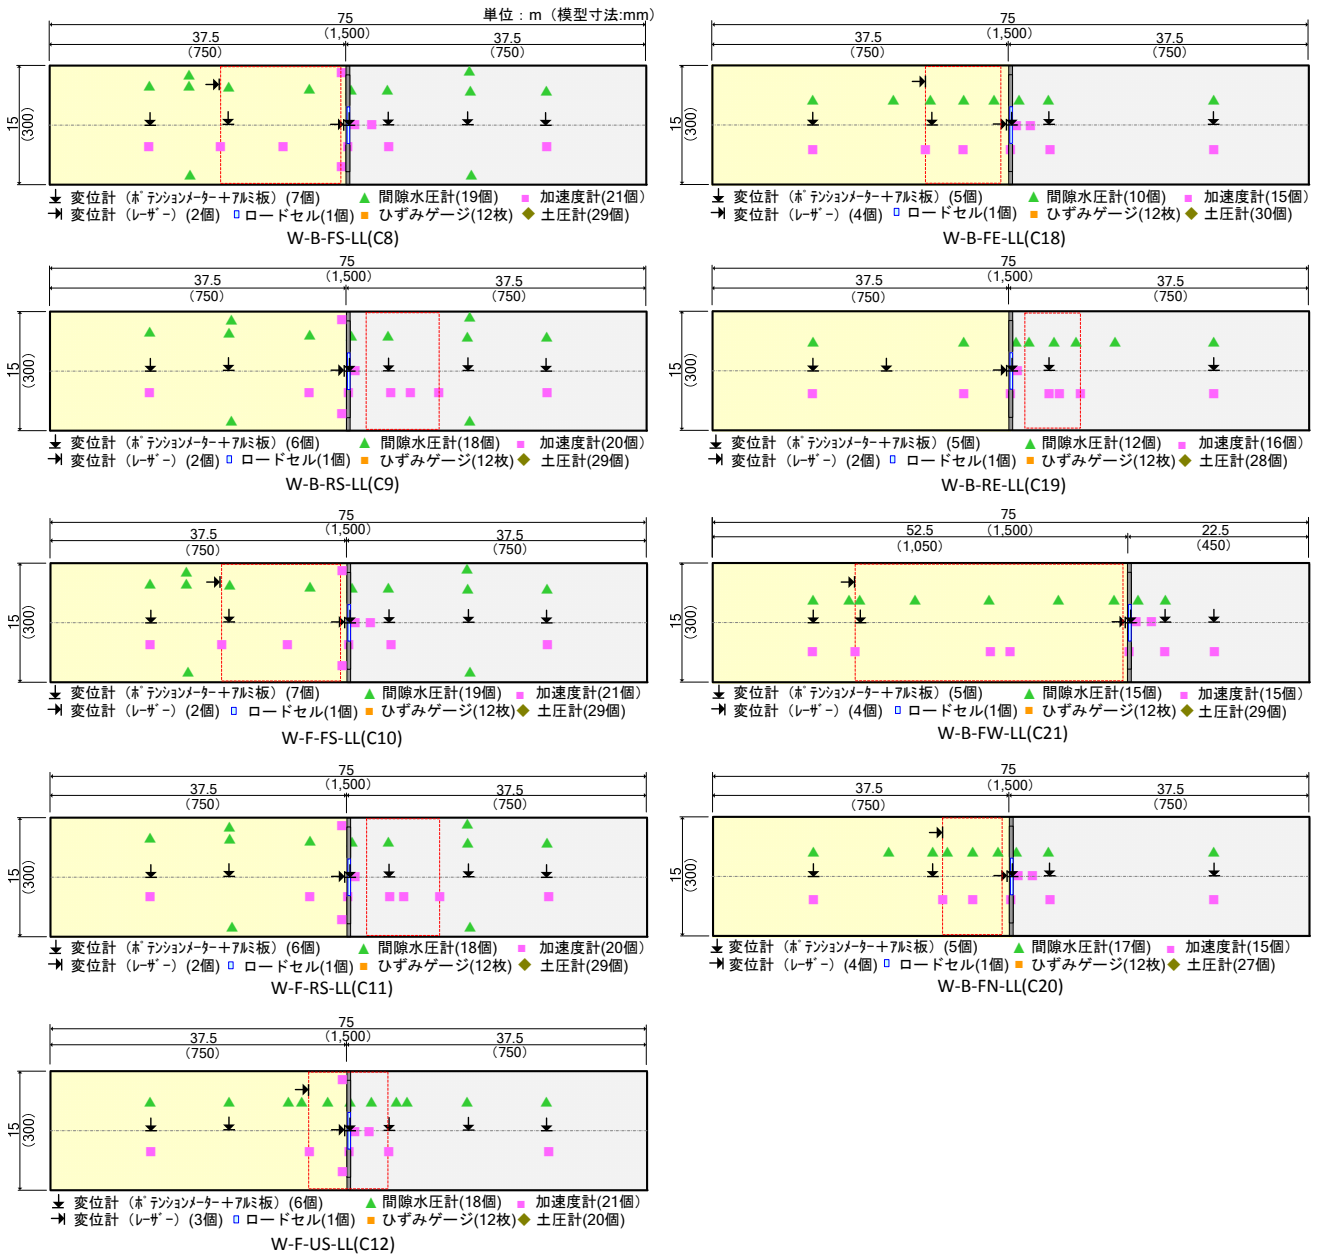 単位：m（模型寸法:mm）
75
(1,500)
37.5
(750)
37.5
(750)
15
(300)
変位計（ﾎﾟﾃﾝｼｮﾝﾒｰﾀｰ＋ｱﾙﾐ板）(7個)
間隙水圧計(19個)
加速度計(21個)
変位計（ﾚｰｻﾞｰ）(2個)
ロードセル(1個)
ひずみゲージ(12枚)
土圧計(29個)
W-B-FS-LL(C8)
75
(1,500)
37.5
(750)
37.5
(750)
15
(300)
変位計（ﾎﾟﾃﾝｼｮﾝﾒｰﾀｰ＋ｱﾙﾐ板）(5個)
間隙水圧計(10個)
加速度計(15個)
変位計（ﾚｰｻﾞｰ）(4個)
ロードセル(1個)
ひずみゲージ(12枚)
土圧計(30個)
W-B-FE-LL(C18)
75
(1,500)
37.5
(750)
37.5
(750)
15
(300)
変位計（ﾎﾟﾃﾝｼｮﾝﾒｰﾀｰ＋ｱﾙﾐ板）(6個)
間隙水圧計(18個)
加速度計(20個)
変位計（ﾚｰｻﾞｰ）(2個)
ロードセル(1個)
ひずみゲージ(12枚)
土圧計(29個)
W-B-RS-LL(C9)
75
(1,500)
37.5
(750)
37.5
(750)
15
(300)
変位計（ﾎﾟﾃﾝｼｮﾝﾒｰﾀｰ＋ｱﾙﾐ板）(5個)
間隙水圧計(12個)
加速度計(16個)
変位計（ﾚｰｻﾞｰ）(2個)
ロードセル(1個)
ひずみゲージ(12枚)
土圧計(28個)
W-B-RE-LL(C19)
75
(1,500)
37.5
(750)
37.5
(750)
15
(300)
変位計（ﾎﾟﾃﾝｼｮﾝﾒｰﾀｰ＋ｱﾙﾐ板）(7個)
間隙水圧計(19個)
加速度計(21個)
変位計（ﾚｰｻﾞｰ）(2個)
ロードセル(1個)
ひずみゲージ(12枚)
土圧計(29個)
W-F-FS-LL(C10)
75
(1,500)
52.5
(1,050)
22.5
(450)
15
(300)
変位計（ﾎﾟﾃﾝｼｮﾝﾒｰﾀｰ＋ｱﾙﾐ板）(5個)
間隙水圧計(15個)
加速度計(15個)
変位計（ﾚｰｻﾞｰ）(4個)
ロードセル(1個)
ひずみゲージ(12枚)
土圧計(29個)
W-B-FW-LL(C21)
75
(1,500)
37.5
(750)
37.5
(750)
15
(300)
変位計（ﾎﾟﾃﾝｼｮﾝﾒｰﾀｰ＋ｱﾙﾐ板）(6個)
間隙水圧計(18個)
加速度計(20個)
変位計（ﾚｰｻﾞｰ）(2個)
ロードセル(1個)
ひずみゲージ(12枚)
土圧計(29個)
W-F-RS-LL(C11)
75
(1,500)
37.5
(750)
37.5
(750)
15
(300)
変位計（ﾎﾟﾃﾝｼｮﾝﾒｰﾀｰ＋ｱﾙﾐ板）(5個)
間隙水圧計(17個)
加速度計(15個)
変位計（ﾚｰｻﾞｰ）(4個)
ロードセル(1個)
ひずみゲージ(12枚)
土圧計(27個)
W-B-FN-LL(C20)
75
(1,500)
37.5
(750)
37.5
(750)
15
(300)
変位計（ﾎﾟﾃﾝｼｮﾝﾒｰﾀｰ＋ｱﾙﾐ板）(6個)
間隙水圧計(18個)
加速度計(21個)
変位計（ﾚｰｻﾞｰ）(3個)
ロードセル(1個)
ひずみゲージ(12枚)
土圧計(20個)
W-F-US-LL(C12)